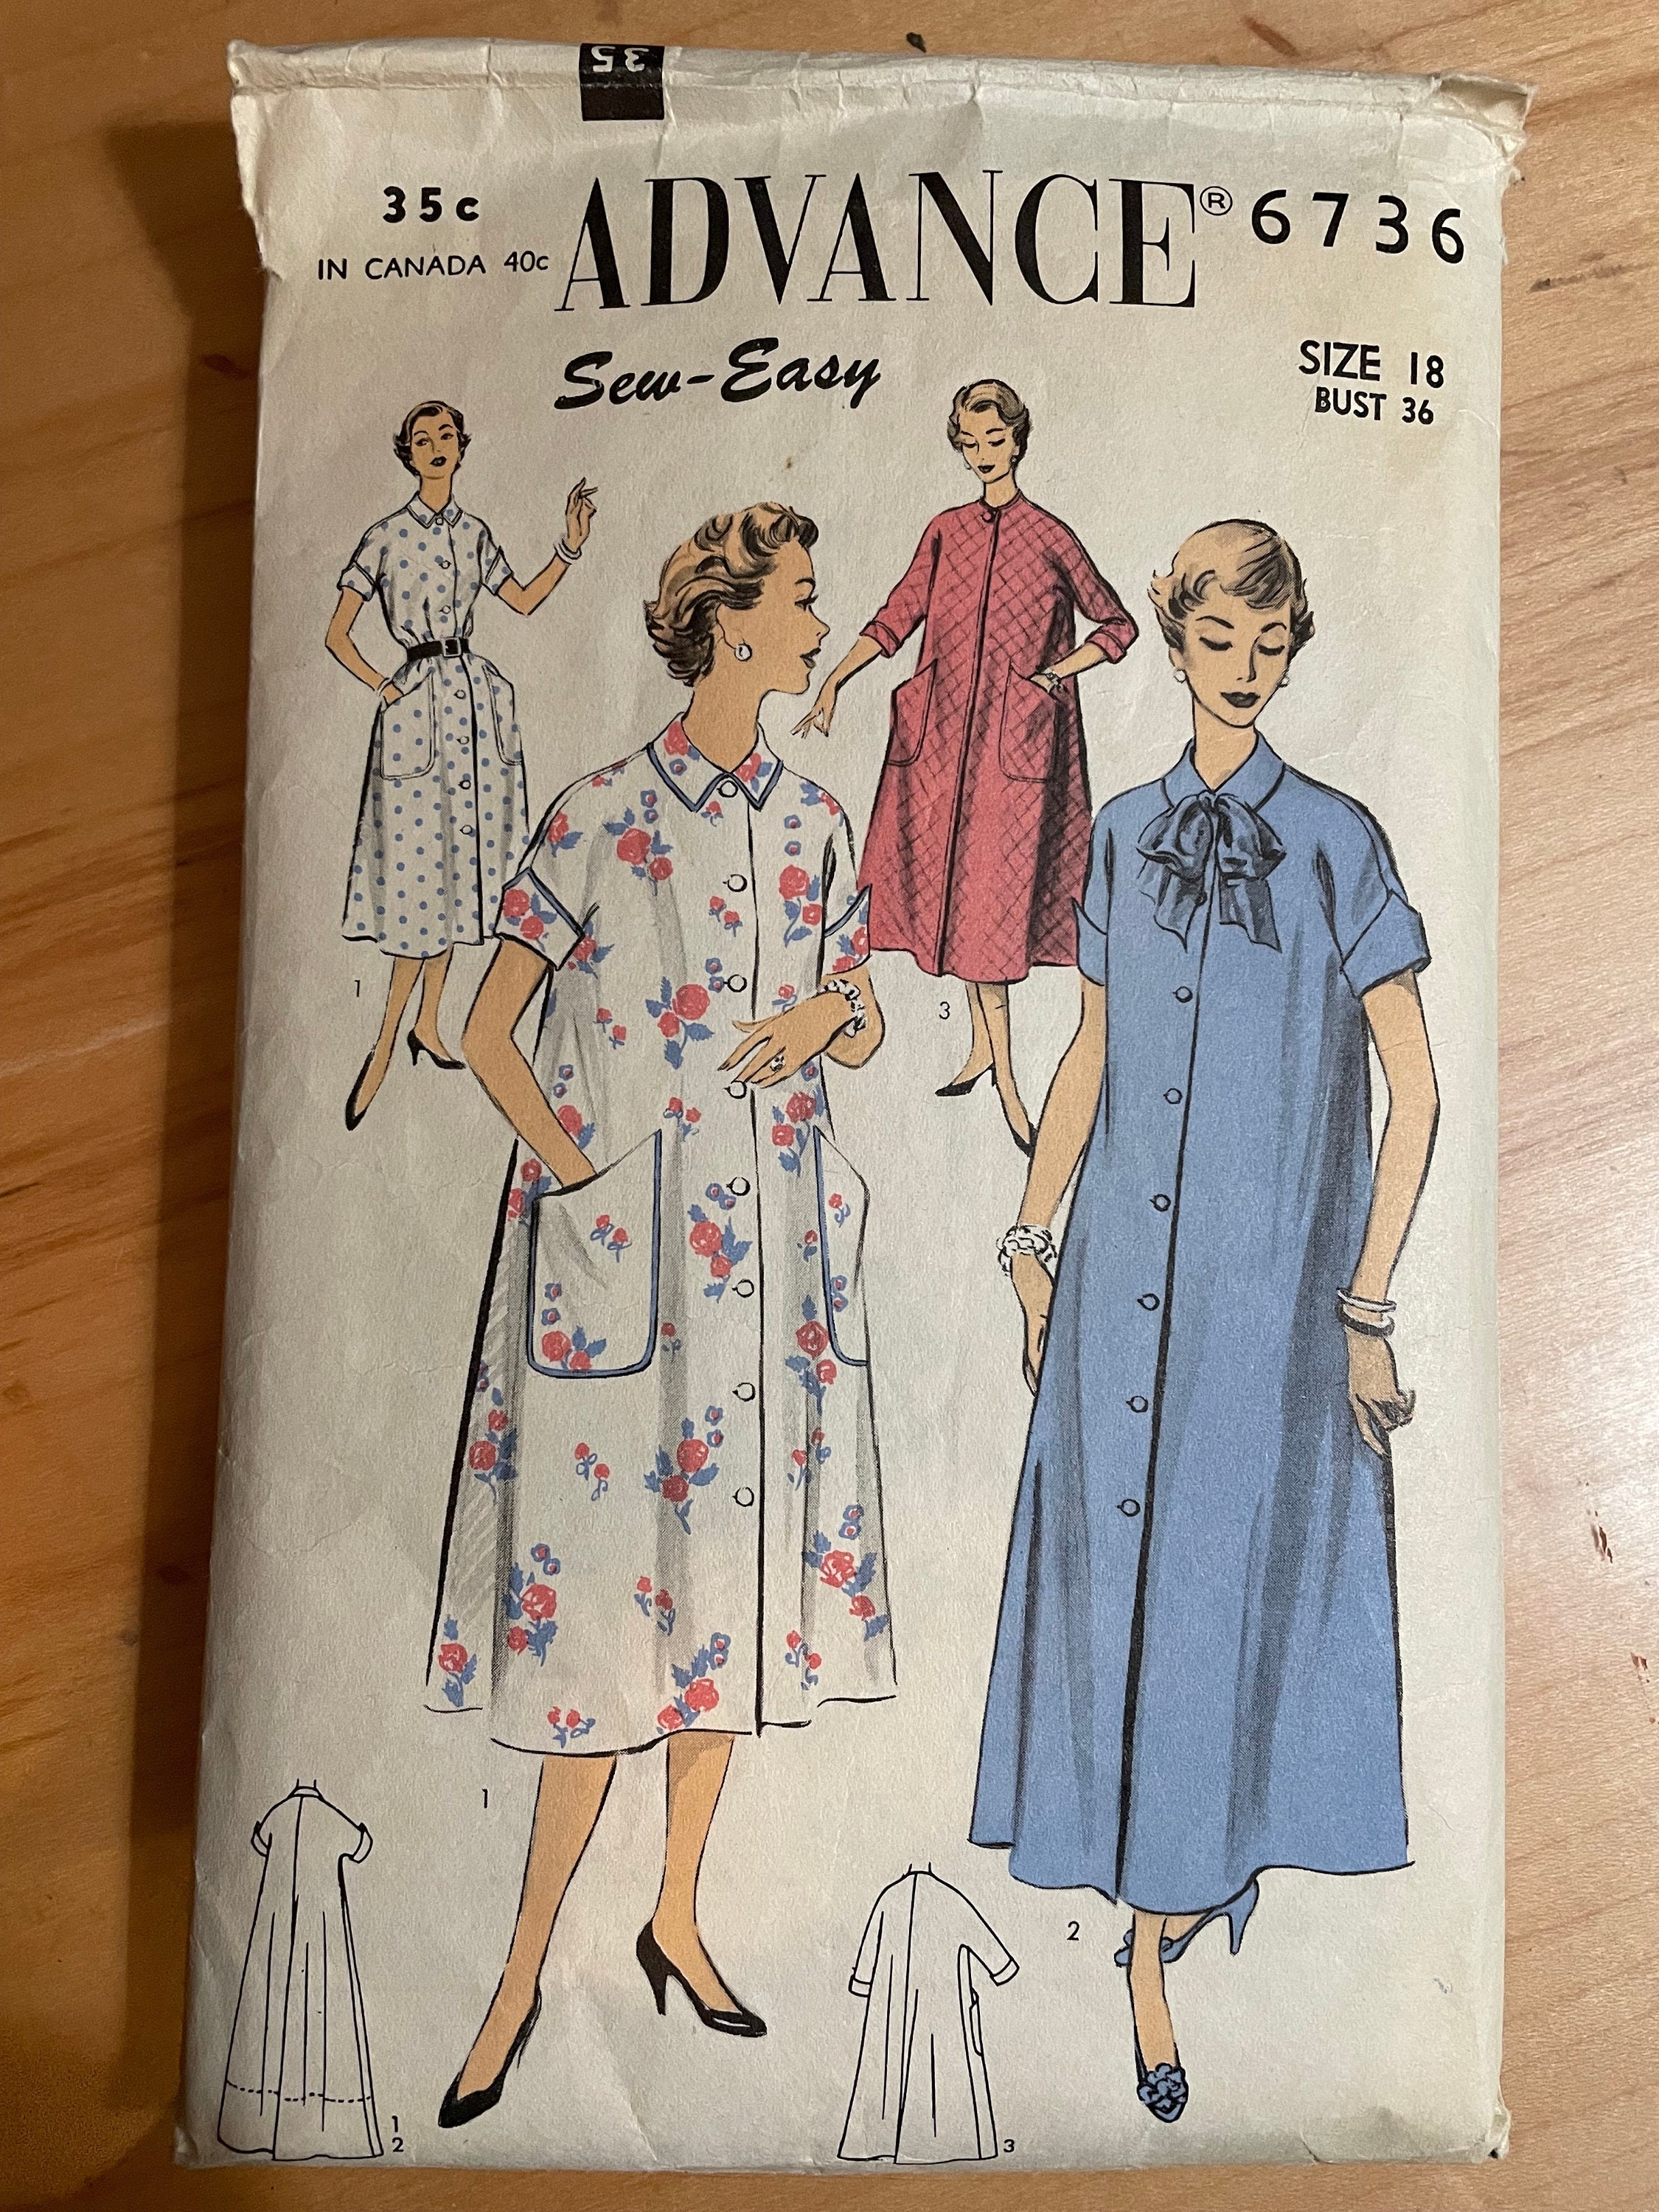 35
35c
IN CANADA 40c
ADVANCE® 6736
Sew-Easy
SIZE 18
BUST 36
1
3
1
2
1
2
3